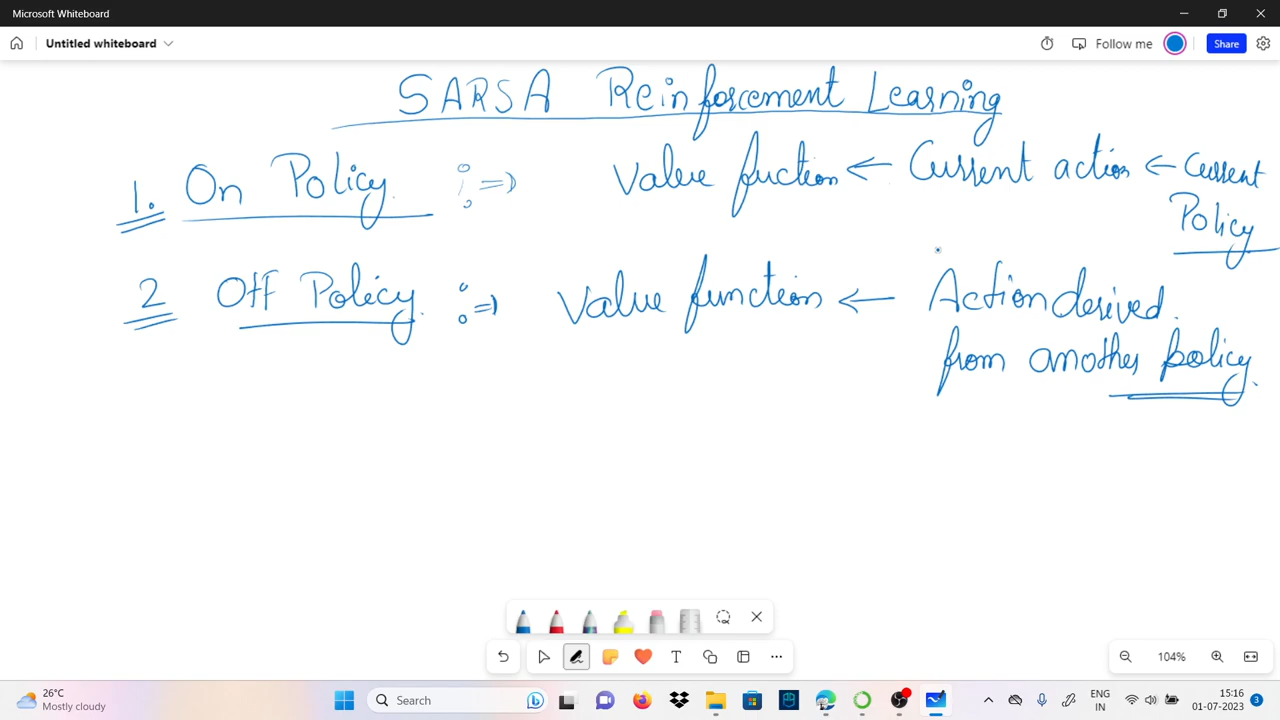 Microsoft Whiteboard
Untitled whiteboard
Follow me
Share
SARSA Reinforcement Learning
1. On Policy :=> Value fuction ← Current action ← Current
Policy
2 Off Policy :=> Value function ← Action derived
from another policy
104%
26°C
Mostly cloudy
Search
ENG
IN
15:16
01-07-2023
3